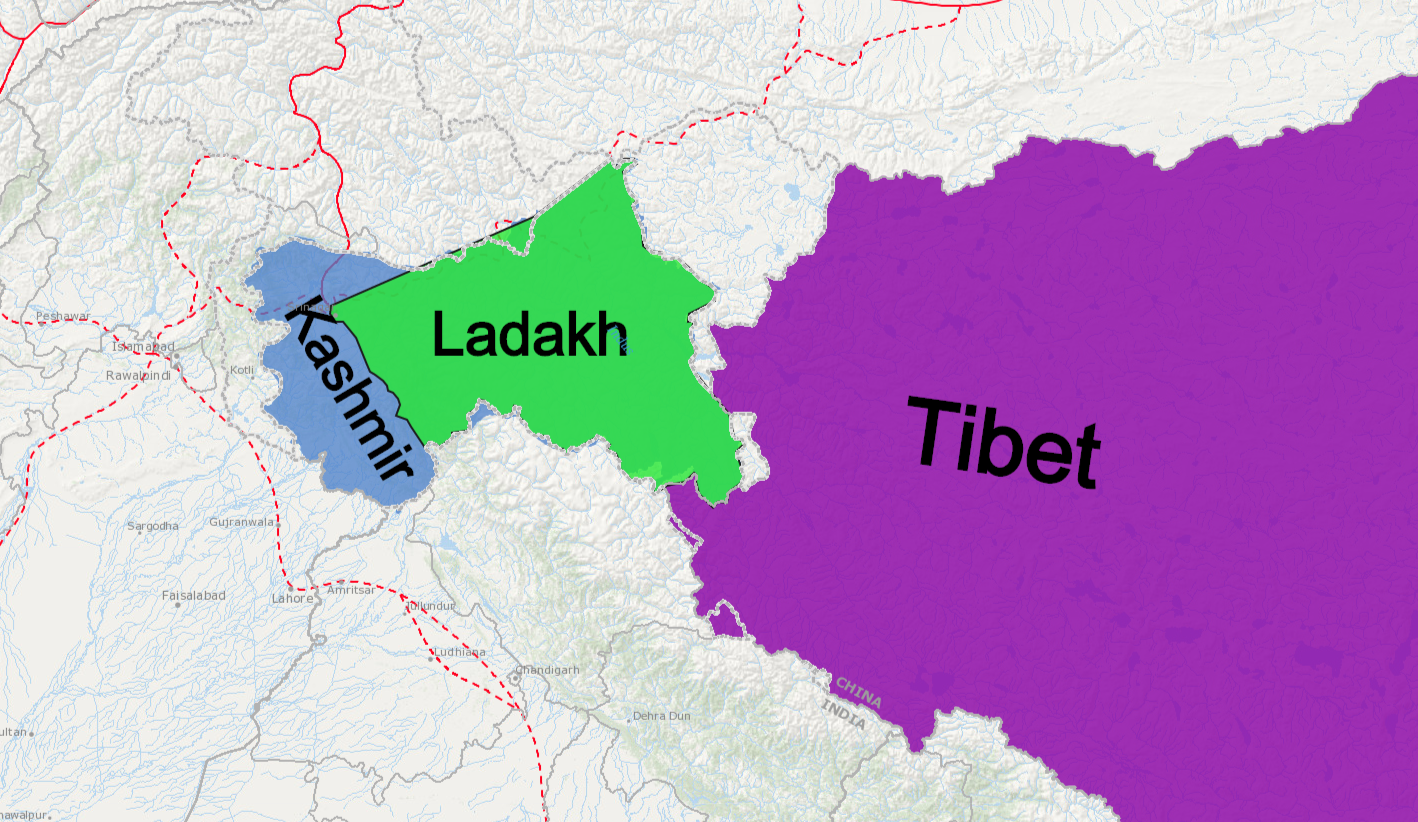 Peshawar
Islamabad
Rawalpindi
Kotli
Kashmir
Ladakh
Tibet
Sargodha
Gujranwala
Faisalabad
Lahore
Amritsar
Jullundur
Ludhiana
Chandigarh
CHINA
INDIA
Dehra Dun
ultan
hawalpur